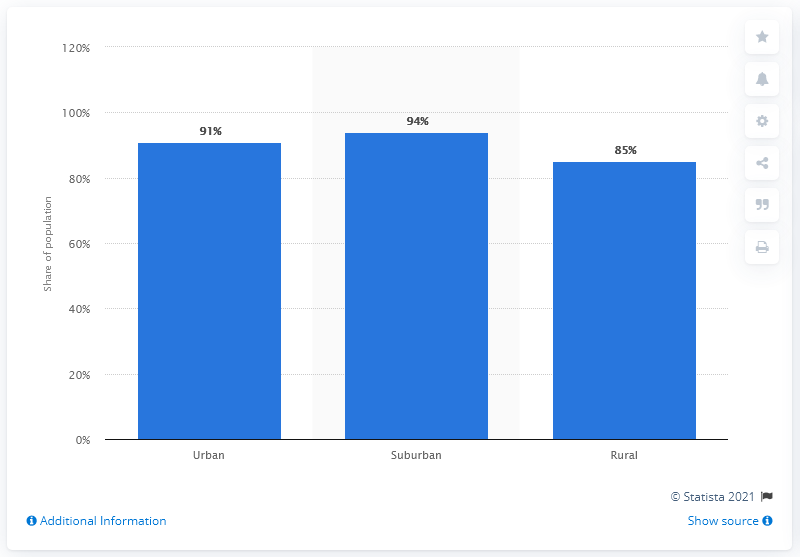 120%
100%
80%
60%
40%
20%
0%
Share of population
91%
94%
85%
Urban
Suburban
Rural
© Statista 2021
Additional Information
Show source